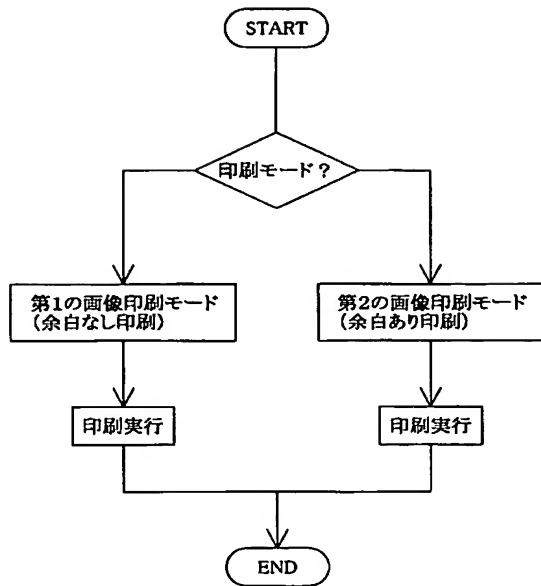 START
印刷モード?
第1の画像印刷モード
(余白なし印刷)
第2の画像印刷モード
(余白あり印刷)
印刷実行
印刷実行
END